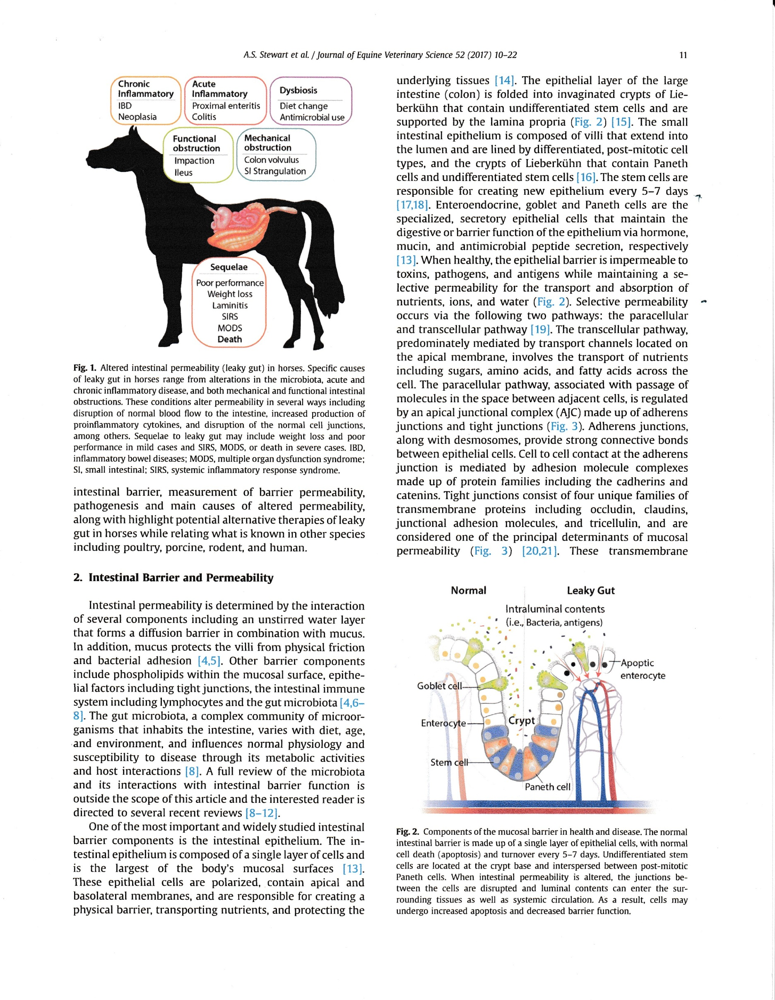 A.S. Stewart et al. / Journal of Equine Veterinary Science 52 (2017) 10–22
11
Chronic
Inflammatory
IBD
Neoplasia
Acute
Inflammatory
Proximal enteritis
Colitis
Dysbiosis
Diet change
Antimicrobial use
Functional
obstruction
Impaction
Ileus
Mechanical
obstruction
Colon volvulus
SI Strangulation
Sequelae
Poor performance
Weight loss
Laminitis
SIRS
MODS
Death
Fig. 1. Altered intestinal permeability (leaky gut) in horses. Specific causes
of leaky gut in horses range from alterations in the microbiota, acute and
chronic inflammatory disease, and both mechanical and functional intestinal
obstructions. These conditions alter permeability in several ways including
disruption of normal blood flow to the intestine, increased production of
proinflammatory cytokines, and disruption of the normal cell junctions,
among others. Sequelae to leaky gut may include weight loss and poor
performance in mild cases and SIRS, MODS, or death in severe cases. IBD,
inflammatory bowel diseases; MODS, multiple organ dysfunction syndrome;
SI, small intestinal; SIRS, systemic inflammatory response syndrome.
intestinal barrier, measurement of barrier permeability,
pathogenesis and main causes of altered permeability,
along with highlight potential alternative therapies of leaky
gut in horses while relating what is known in other species
including poultry, porcine, rodent, and human.
2. Intestinal Barrier and Permeability
Intestinal permeability is determined by the interaction
of several components including an unstirred water layer
that forms a diffusion barrier in combination with mucus.
In addition, mucus protects the villi from physical friction
and bacterial adhesion [4,5]. Other barrier components
include phospholipids within the mucosal surface, epithe-
lial factors including tight junctions, the intestinal immune
system including lymphocytes and the gut microbiota [4,6–
8]. The gut microbiota, a complex community of microor-
ganisms that inhabits the intestine, varies with diet, age,
and environment, and influences normal physiology and
susceptibility to disease through its metabolic activities
and host interactions [8]. A full review of the microbiota
and its interactions with intestinal barrier function is
outside the scope of this article and the interested reader is
directed to several recent reviews [8–12].
One of the most important and widely studied intestinal
barrier components is the intestinal epithelium. The in-
testinal epithelium is composed of a single layer of cells and
is the largest of the body's mucosal surfaces [13].
These epithelial cells are polarized, contain apical and
basolateral membranes, and are responsible for creating a
physical barrier, transporting nutrients, and protecting the
underlying tissues [14]. The epithelial layer of the large
intestine (colon) is folded into invaginated crypts of Lie-
berkühn that contain undifferentiated stem cells and are
supported by the lamina propria (Fig. 2) [15]. The small
intestinal epithelium is composed of villi that extend into
the lumen and are lined by differentiated, post-mitotic cell
types, and the crypts of Lieberkühn that contain Paneth
cells and undifferentiated stem cells [16]. The stem cells are
responsible for creating new epithelium every 5–7 days
[17,18]. Enteroendocrine, goblet and Paneth cells are the
specialized, secretory epithelial cells that maintain the
digestive or barrier function of the epithelium via hormone,
mucin, and antimicrobial peptide secretion, respectively
[13]. When healthy, the epithelial barrier is impermeable to
toxins, pathogens, and antigens while maintaining a se-
lective permeability for the transport and absorption of
nutrients, ions, and water (Fig. 2). Selective permeability
occurs via the following two pathways: the paracellular
and transcellular pathway [19]. The transcellular pathway,
predominately mediated by transport channels located on
the apical membrane, involves the transport of nutrients
including sugars, amino acids, and fatty acids across the
cell. The paracellular pathway, associated with passage of
molecules in the space between adjacent cells, is regulated
by an apical junctional complex (AJC) made up of adherens
junctions and tight junctions (Fig. 3). Adherens junctions,
along with desmosomes, provide strong connective bonds
between epithelial cells. Cell to cell contact at the adherens
junction is mediated by adhesion molecule complexes
made up of protein families including the cadherins and
catenins. Tight junctions consist of four unique families of
transmembrane proteins including occludin, claudins,
junctional adhesion molecules, and tricellulin, and are
considered one of the principal determinants of mucosal
permeability (Fig. 3) [20,21]. These transmembrane
Normal
Leaky Gut
Intraluminal contents
(i.e., Bacteria, antigens)
Apoptic
enterocyte
Goblet cell
Enterocyte
Crypt
Stem cell
Paneth cell
Fig. 2. Components of the mucosal barrier in health and disease. The normal
intestinal barrier is made up of a single layer of epithelial cells, with normal
cell death (apoptosis) and turnover every 5–7 days. Undifferentiated stem
cells are located at the crypt base and interspersed between post-mitotic
Paneth cells. When intestinal permeability is altered, the junctions be-
tween the cells are disrupted and luminal contents can enter the sur-
rounding tissues as well as systemic circulation. As a result, cells may
undergo increased apoptosis and decreased barrier function.